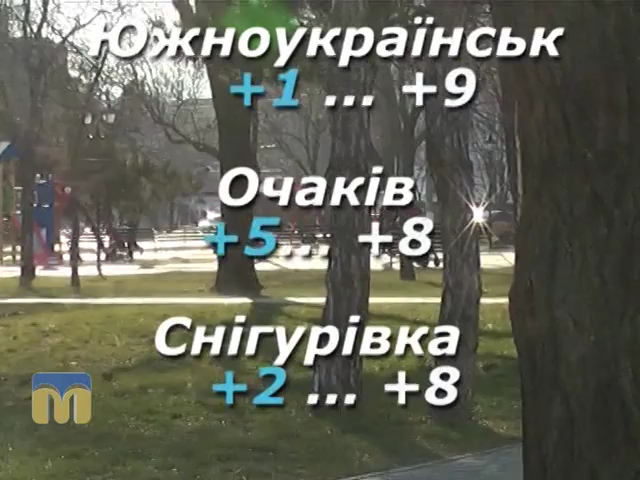 Южноукраїнськ
+1 ... +9
Очаків
+5... +8
Снігурівка
+2 ... +8
M